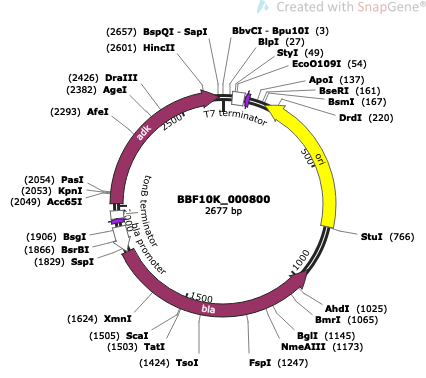 Created with SnapGene®
(2657) BspQI - SapI
BbvCI - Bpu10I (3)
(2601) HincII
BlpI (27)
StyI (49)
EcoO109I (54)
(2426) DraIII
ApoI (137)
(2382) AgeI
BseRI (161)
BsmI (167)
(2293) AfeI
DrdI (220)
T7 terminator
2500
adk
500
ori
(2054) PasI
(2053) KpnI
(2049) Acc65I
BBF10K_000800
2677 bp
tonB terminator
2000
bla promoter
(1906) BsgI
(1866) BsrBI
(1829) SspI
StuI (766)
1000
1500
bla
AhdI (1025)
BmrI (1065)
(1624) XmnI
BglI (1145)
(1505) ScaI
NmeAIII (1173)
(1503) TatI
(1424) TsoI
FspI (1247)